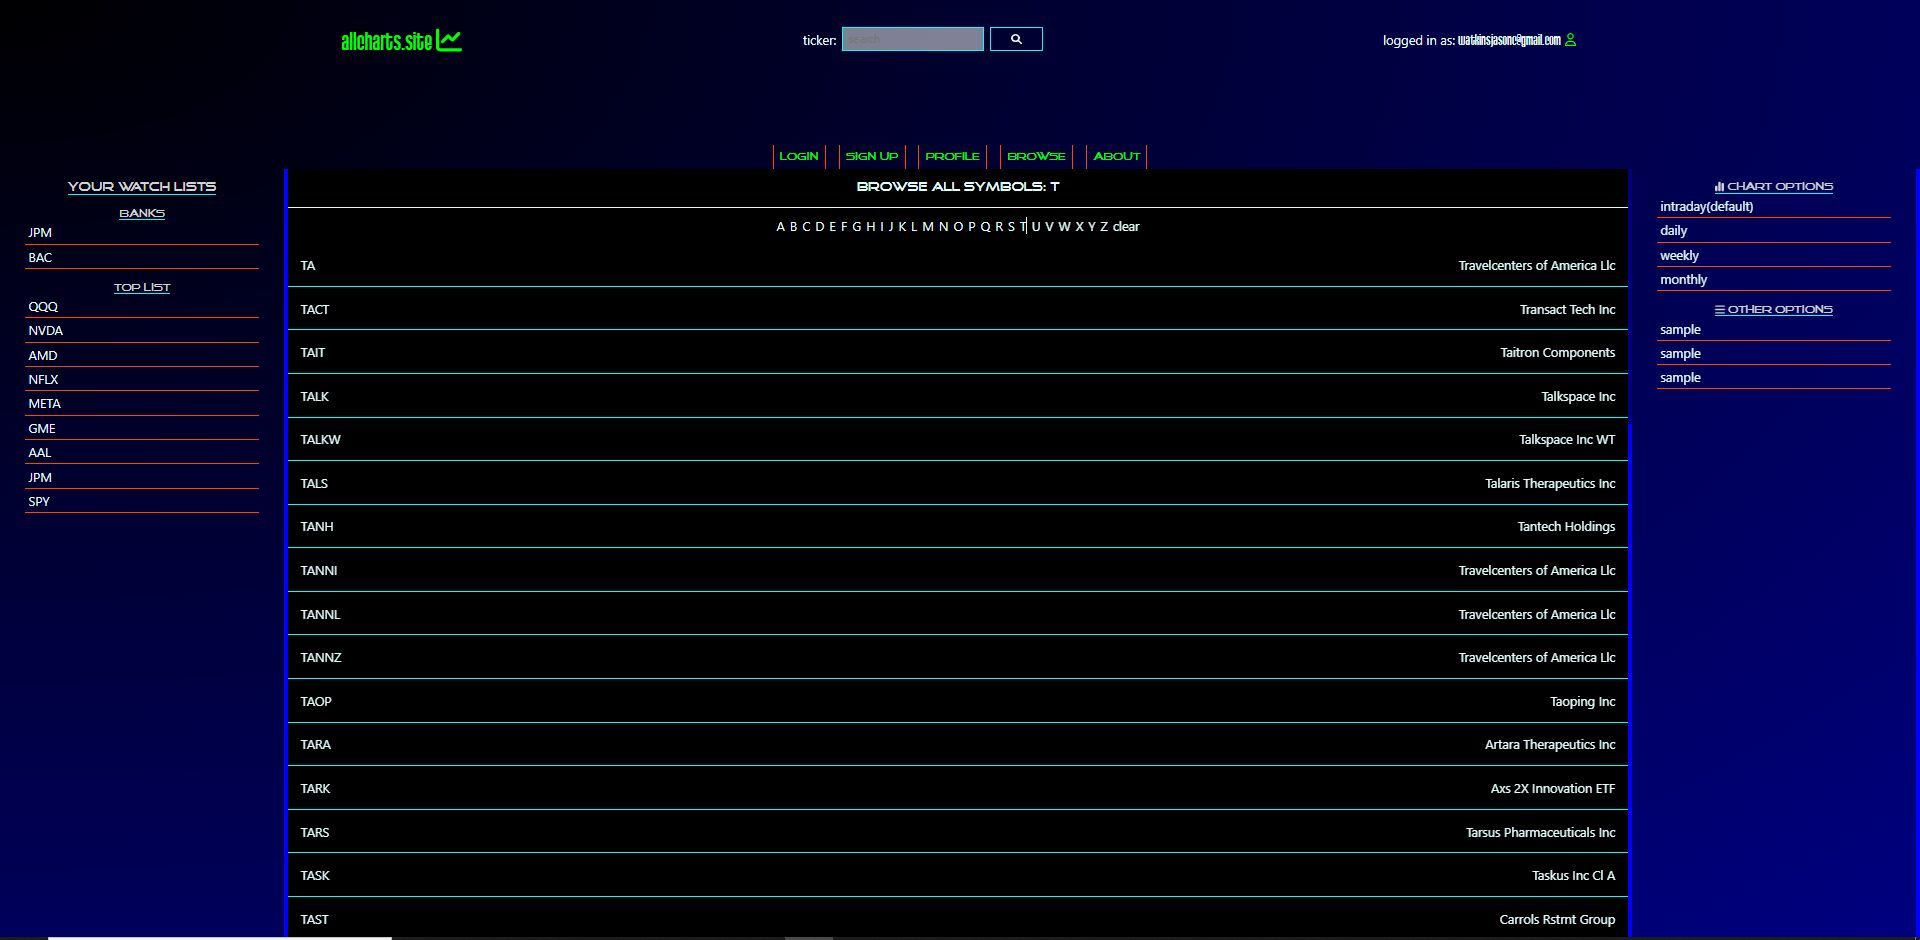 allcharts.site
ticker: search
logged in as: watkinsjasonc@gmail.com
LOGIN SIGN UP PROFILE BROWSE ABOUT
YOUR WATCH LISTS
BANKS
JPM
BAC
TOP LIST
QQQ
NVDA
AMD
NFLX
META
GME
AAL
JPM
SPY
BROWSE ALL SYMBOLS: T
A B C D E F G H I J K L M N O P Q R S T U V W X Y Z clear
TA Travelcenters of America Llc
TACT Transact Tech Inc
TAIT Taitron Components
TALK Talkspace Inc
TALKW Talkspace Inc WT
TALS Talaris Therapeutics Inc
TANH Tantech Holdings
TANNI Travelcenters of America Llc
TANNL Travelcenters of America Llc
TANNZ Travelcenters of America Llc
TAOP Taoping Inc
TARA Artara Therapeutics Inc
TARK Axs 2X Innovation ETF
TARS Tarsus Pharmaceuticals Inc
TASK Taskus Inc Cl A
TAST Carrols Rstrnt Group
CHART OPTIONS
intraday(default)
daily
weekly
monthly
OTHER OPTIONS
sample
sample
sample